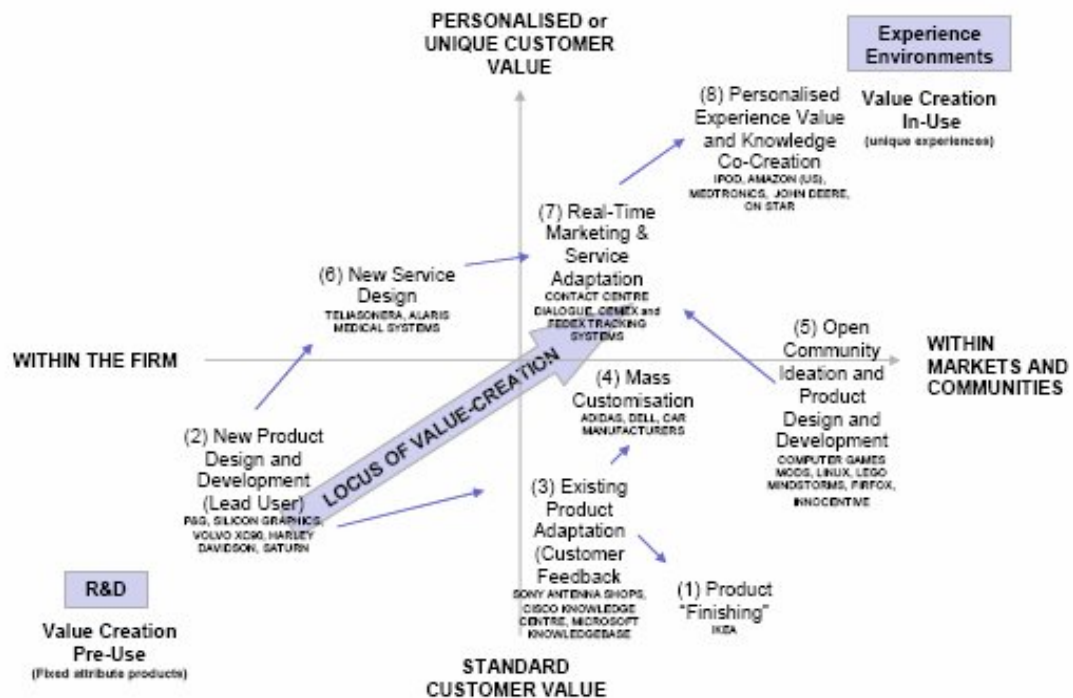 PERSONALISED or
UNIQUE CUSTOMER
VALUE
Experience
Environments
Value Creation
In-Use
(unique experiences)
(8) Personalised
Experience Value
and Knowledge
Co-Creation
IPOD, AMAZON (US),
MEDTRONICS, JOHN DEERE,
ON STAR
(7) Real-Time
Marketing &
Service
Adaptation
CONTACT CENTRE
DIALOGUE, CEMEX and
FEDEX TRACKING
SYSTEMS
(6) New Service
Design
TELIASONERA, ALARIS
MEDICAL SYSTEMS
WITHIN THE FIRM
WITHIN
MARKETS AND
COMMUNITIES
(5) Open
Community
Ideation and
Product
Design and
Development
COMPUTER GAMES
MODS, LINUX, LEGO
MINDSTORMS, FIRFOX,
INNOCENTIVE
(4) Mass
Customisation
ADIDAS, DELL, CAR
MANUFACTURERS
LOCUS OF VALUE-CREATION
(2) New Product
Design and
Development
(Lead User)
P&G, SILICON GRAPHICS,
VOLVO XC90, HARLEY
DAVIDSON, SATURN
(3) Existing
Product
Adaptation
(Customer
Feedback
SONY ANTENNA SHOPS,
CISCO KNOWLEDGE
CENTRE, MICROSOFT
KNOWLEDGEBASE
(1) Product
"Finishing"
IKEA
R&D
Value Creation
Pre-Use
(Fixed attribute products)
STANDARD
CUSTOMER VALUE